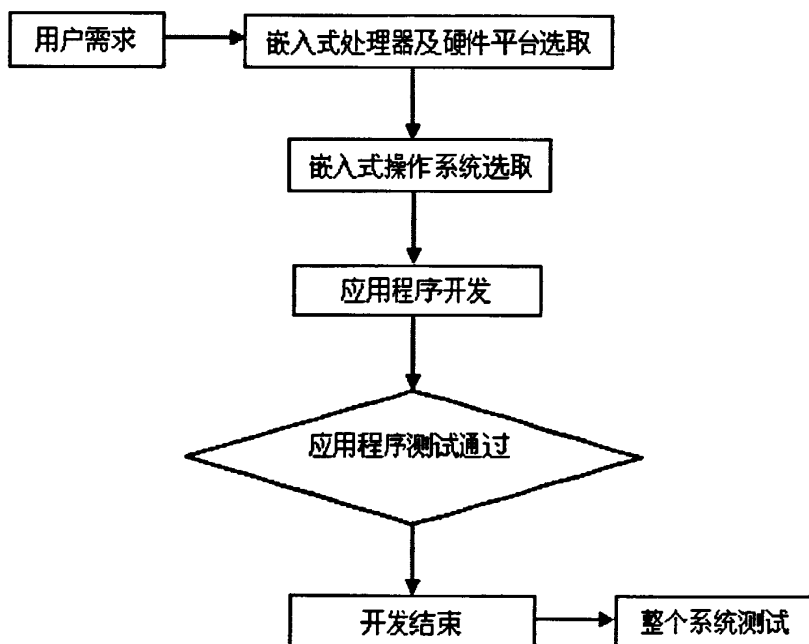 用户需求
嵌入式处理器及硬件平台选取
嵌入式操作系统选取
应用程序开发
应用程序测试通过
开发结束
整个系统测试